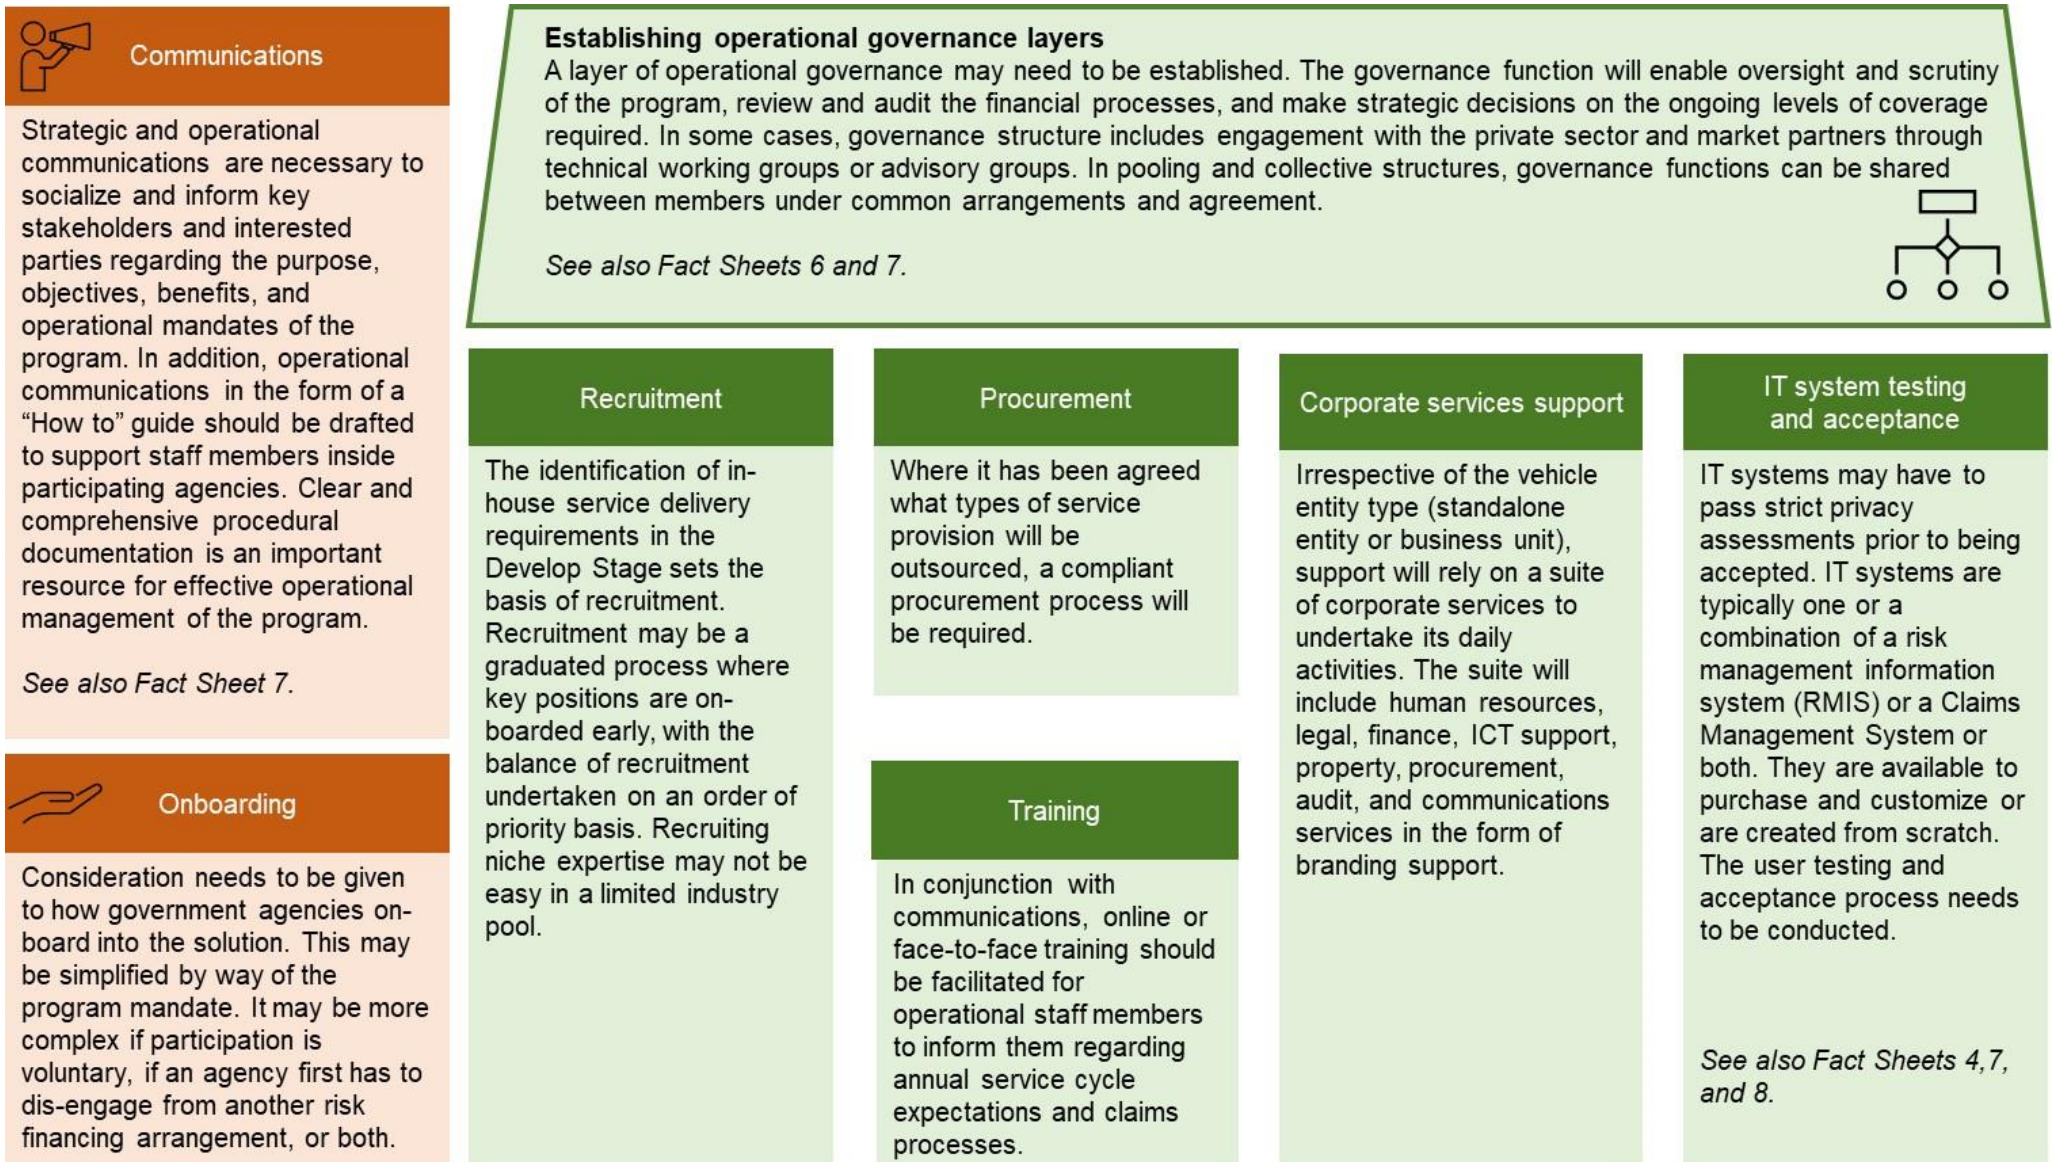 Communications
Strategic and operational
communications are necessary to
socialize and inform key
stakeholders and interested
parties regarding the purpose,
objectives, benefits, and
operational mandates of the
program. In addition, operational
communications in the form of a
“How to” guide should be drafted
to support staff members inside
participating agencies. Clear and
comprehensive procedural
documentation is an important
resource for effective operational
management of the program.
See also Fact Sheet 7.
Onboarding
Consideration needs to be given
to how government agencies on-
board into the solution. This may
be simplified by way of the
program mandate. It may be more
complex if participation is
voluntary, if an agency first has to
dis-engage from another risk
financing arrangement, or both.
Establishing operational governance layers
A layer of operational governance may need to be established. The governance function will enable oversight and scrutiny
of the program, review and audit the financial processes, and make strategic decisions on the ongoing levels of coverage
required. In some cases, governance structure includes engagement with the private sector and market partners through
technical working groups or advisory groups. In pooling and collective structures, governance functions can be shared
between members under common arrangements and agreement.
See also Fact Sheets 6 and 7.
Recruitment
The identification of in-
house service delivery
requirements in the
Develop Stage sets the
basis of recruitment.
Recruitment may be a
graduated process where
key positions are on-
boarded early, with the
balance of recruitment
undertaken on an order of
priority basis. Recruiting
niche expertise may not be
easy in a limited industry
pool.
Procurement
Where it has been agreed
what types of service
provision will be
outsourced, a compliant
procurement process will
be required.
Training
In conjunction with
communications, online or
face-to-face training should
be facilitated for
operational staff members
to inform them regarding
annual service cycle
expectations and claims
processes.
Corporate services support
Irrespective of the vehicle
entity type (standalone
entity or business unit),
support will rely on a suite
of corporate services to
undertake its daily
activities. The suite will
include human resources,
legal, finance, ICT support,
property, procurement,
audit, and communications
services in the form of
branding support.
IT system testing
and acceptance
IT systems may have to
pass strict privacy
assessments prior to being
accepted. IT systems are
typically one or a
combination of a risk
management information
system (RMIS) or a Claims
Management System or
both. They are available to
purchase and customize or
are created from scratch.
The user testing and
acceptance process needs
to be conducted.
See also Fact Sheets 4,7,
and 8.